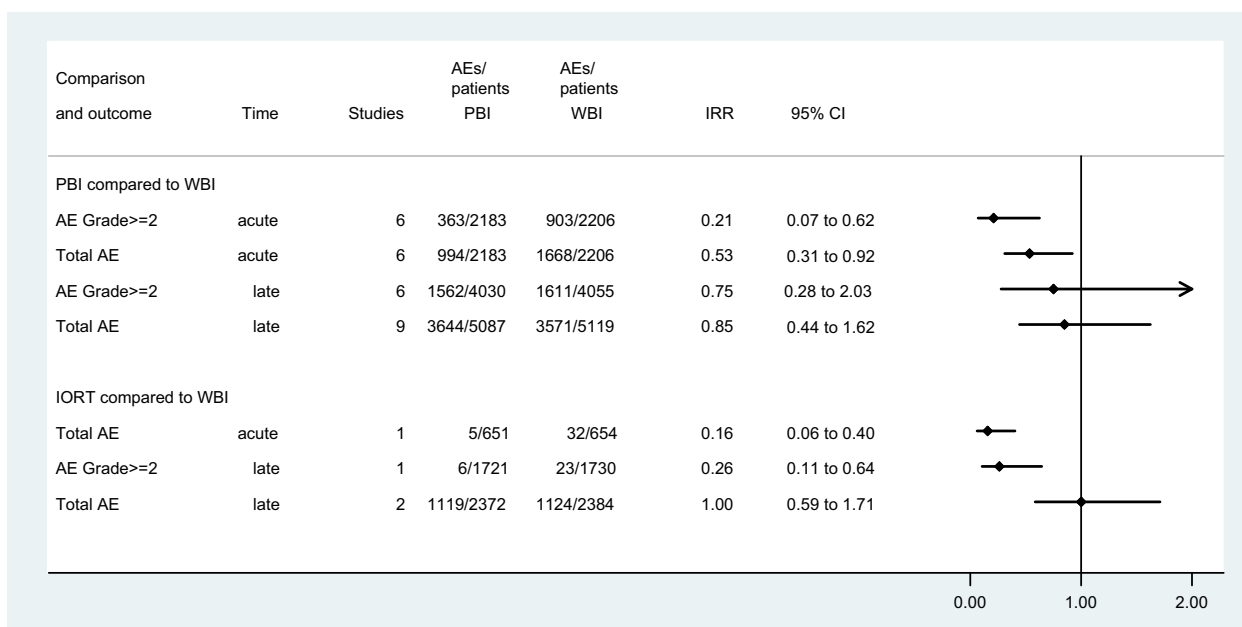 AEs/ AEs/
Comparison patients patients
and outcome Time Studies PBI WBI IRR 95% CI
PBI compared to WBI
AE Grade>=2 acute 6 363/2183 903/2206 0.21 0.07 to 0.62
Total AE acute 6 994/2183 1668/2206 0.53 0.31 to 0.92
AE Grade>=2 late 6 1562/4030 1611/4055 0.75 0.28 to 2.03
Total AE late 9 3644/5087 3571/5119 0.85 0.44 to 1.62
IORT compared to WBI
Total AE acute 1 5/651 32/654 0.16 0.06 to 0.40
AE Grade>=2 late 1 6/1721 23/1730 0.26 0.11 to 0.64
Total AE late 2 1119/2372 1124/2384 1.00 0.59 to 1.71
0.00 1.00 2.00